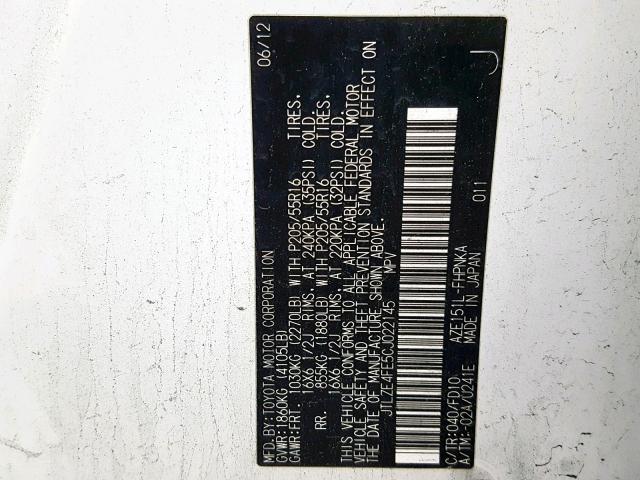 MFD.BY:TOYOTA MOTOR CORPORATION 06/12
GVWR:1860KG (4105LB)
GAWR:FRT. 1030KG (2270LB) WITH P205/55R16 TIRES,
16X6 1/2J RIMS, AT 240KPA (35PSI) COLD.
RR. 855KG (1880LB) WITH P205/55R16 TIRES,
16X6 1/2J RIMS, AT 220KPA (32PSI) COLD.
THIS VEHICLE CONFORMS TO ALL APPLICABLE FEDERAL MOTOR
VEHICLE SAFETY AND THEFT PREVENTION STANDARDS IN EFFECT ON
THE DATE OF MANUFACTURE SHOWN ABOVE.
JTLZE4FE5CJ022145 MPV
C/TR:040/FD10 AZE151L-FHPNKA
A/TM:-02A/U241E MADE IN JAPAN 011
J